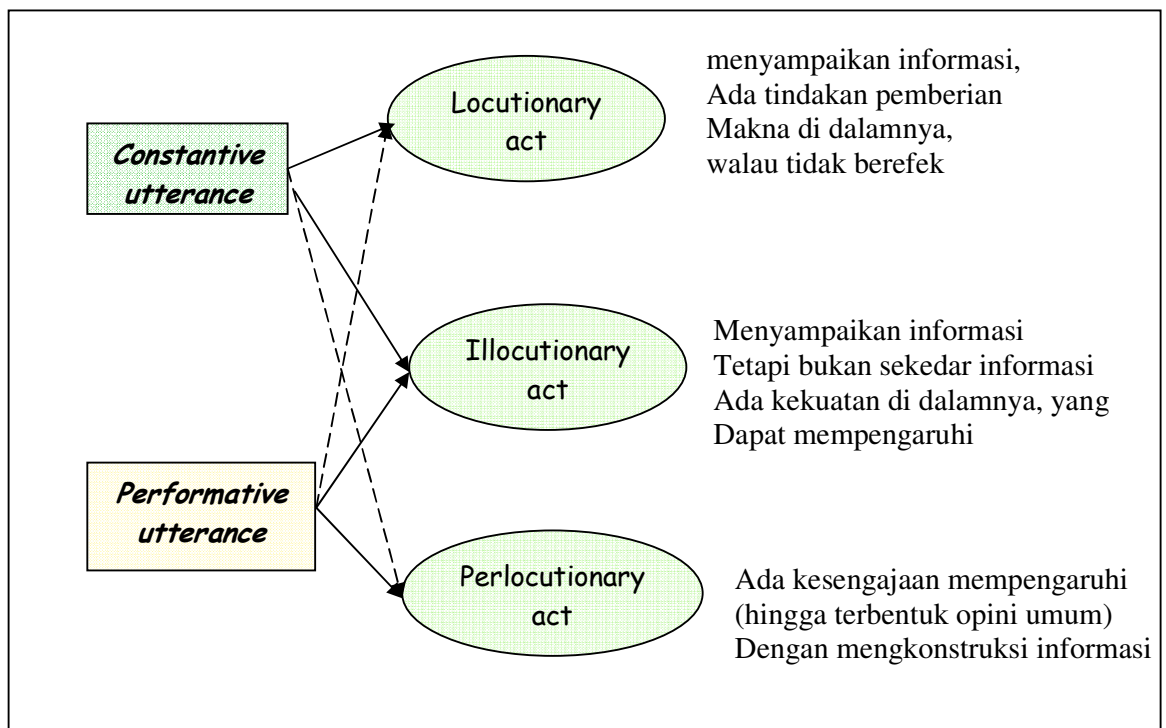 Constantive
utterance
Locutionary
act
menyampaikan informasi,
Ada tindakan pemberian
Makna di dalamnya,
walau tidak berefek
Illocutionary
act
Menyampaikan informasi
Tetapi bukan sekedar informasi
Ada kekuatan di dalamnya, yang
Dapat mempengaruhi
Performative
utterance
Perlocutionary
act
Ada kesengajaan mempengaruhi
(hingga terbentuk opini umum)
Dengan mengkonstruksi informasi